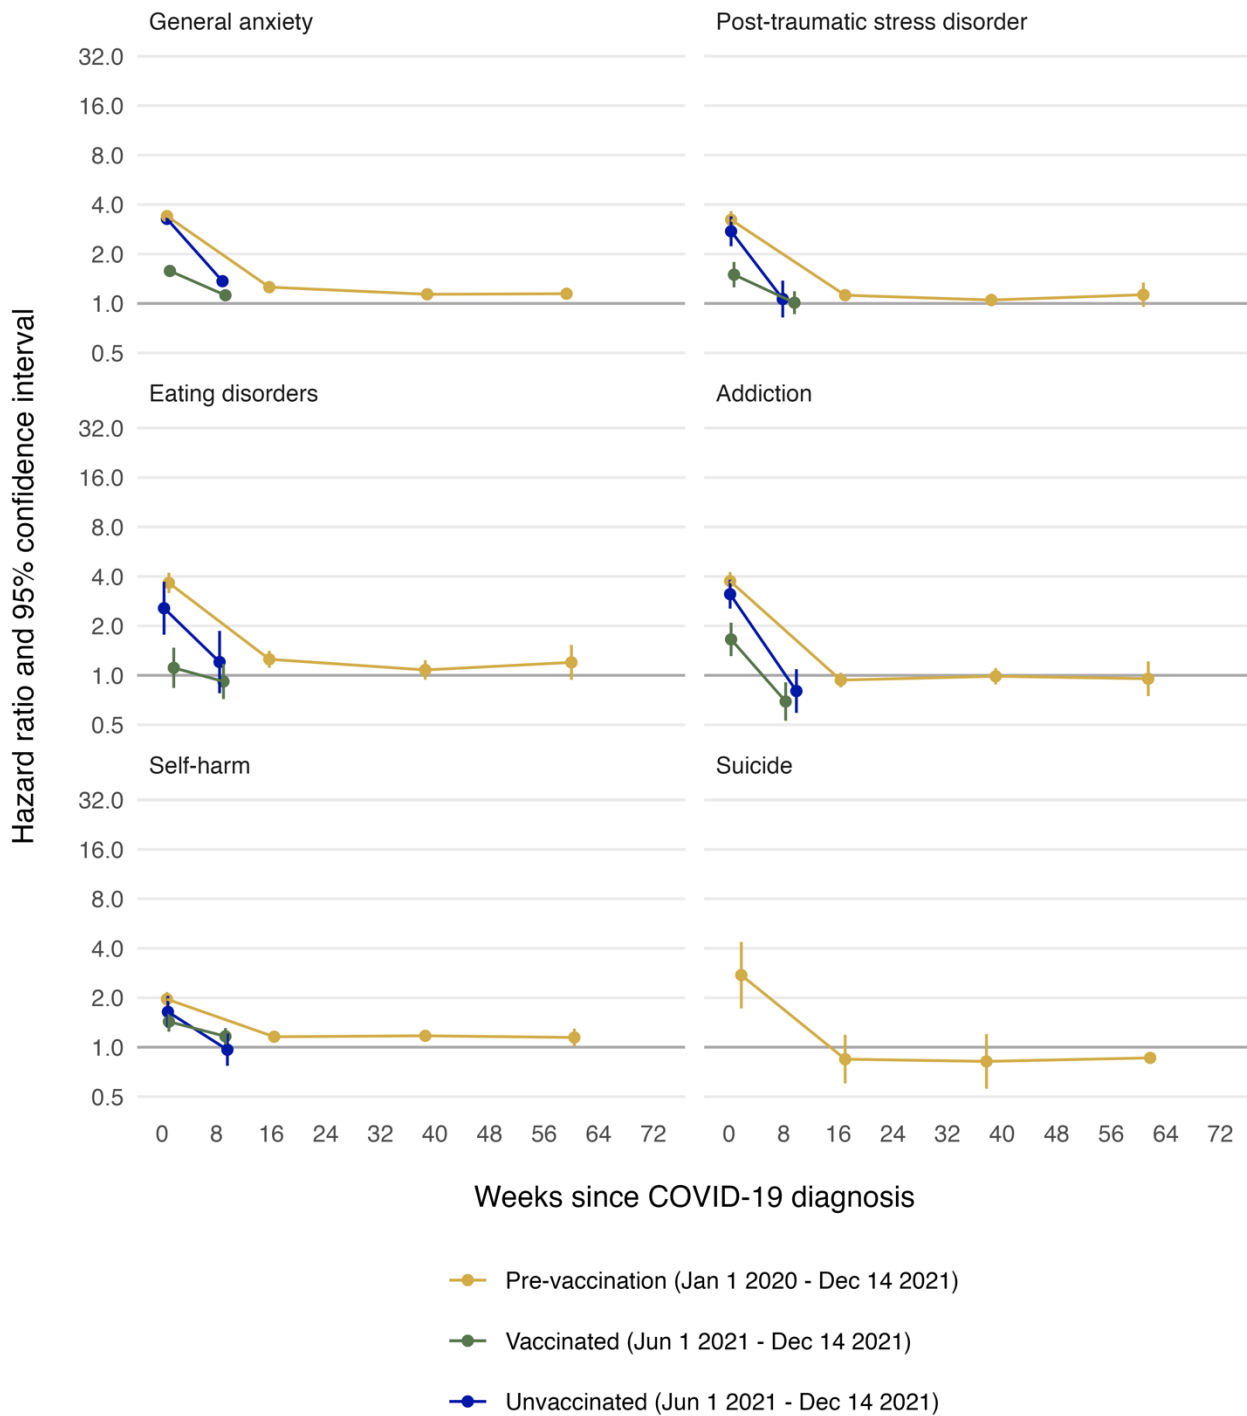 General anxiety
Post-traumatic stress disorder
32.0
16.0
8.0
4.0
2.0
1.0
0.5
Eating disorders
Addiction
32.0
16.0
8.0
4.0
2.0
1.0
0.5
Self-harm
Suicide
32.0
16.0
8.0
4.0
2.0
1.0
0.5
0 8 16 24 32 40 48 56 64 72
0 8 16 24 32 40 48 56 64 72
Hazard ratio and 95% confidence interval
Weeks since COVID-19 diagnosis
Pre-vaccination (Jan 1 2020 - Dec 14 2021)
Vaccinated (Jun 1 2021 - Dec 14 2021)
Unvaccinated (Jun 1 2021 - Dec 14 2021)